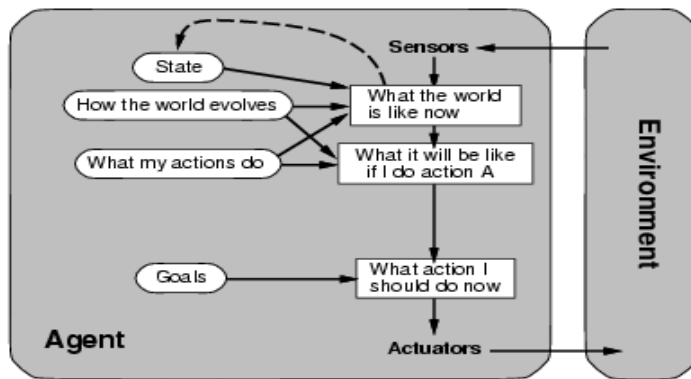 Sensors
State
What the world
is like now
How the world evolves
What my actions do
What it will be like
if I do action A
Environment
Goals
What action I
should do now
Agent
Actuators